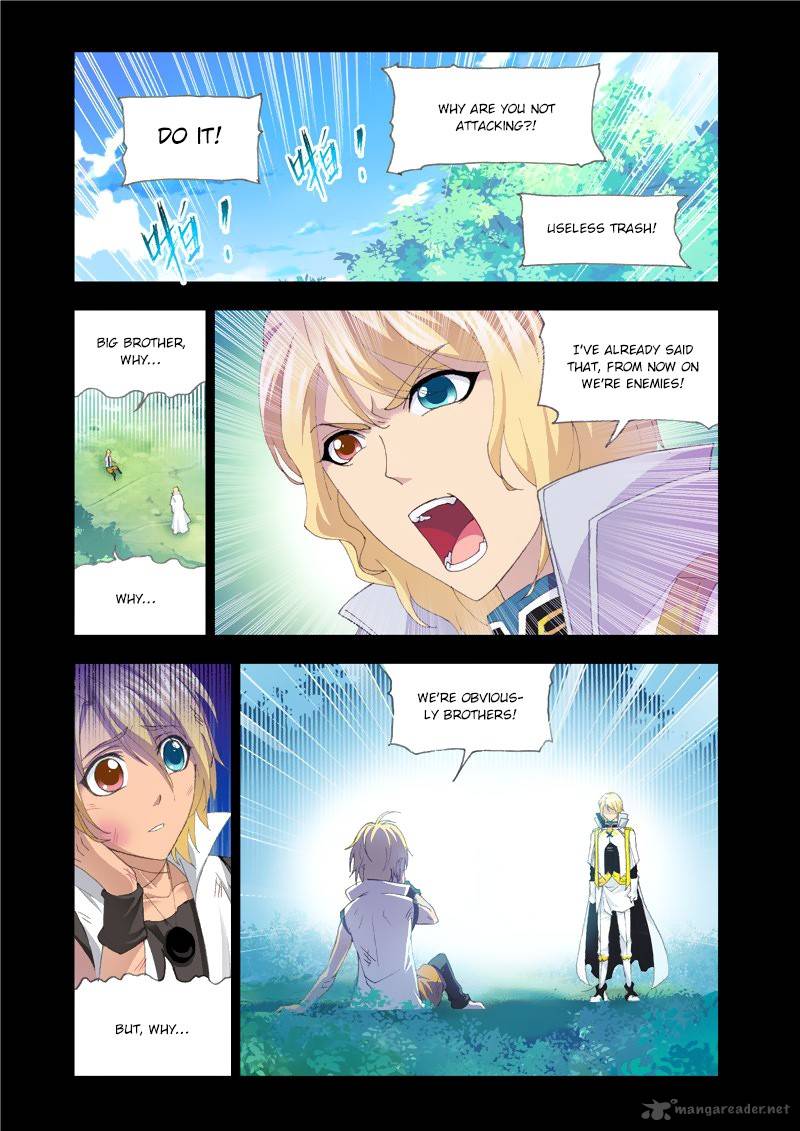 DO IT!
WHY ARE YOU NOT
ATTACKING?!
啪!
啪!
USELESS TRASH!
BIG BROTHER,
WHY...
I'VE ALREADY SAID
THAT, FROM NOW ON
WE'RE ENEMIES!
WHY...
WE'RE OBVIOUS-
LY BROTHERS!
BUT, WHY...
mangareader.net